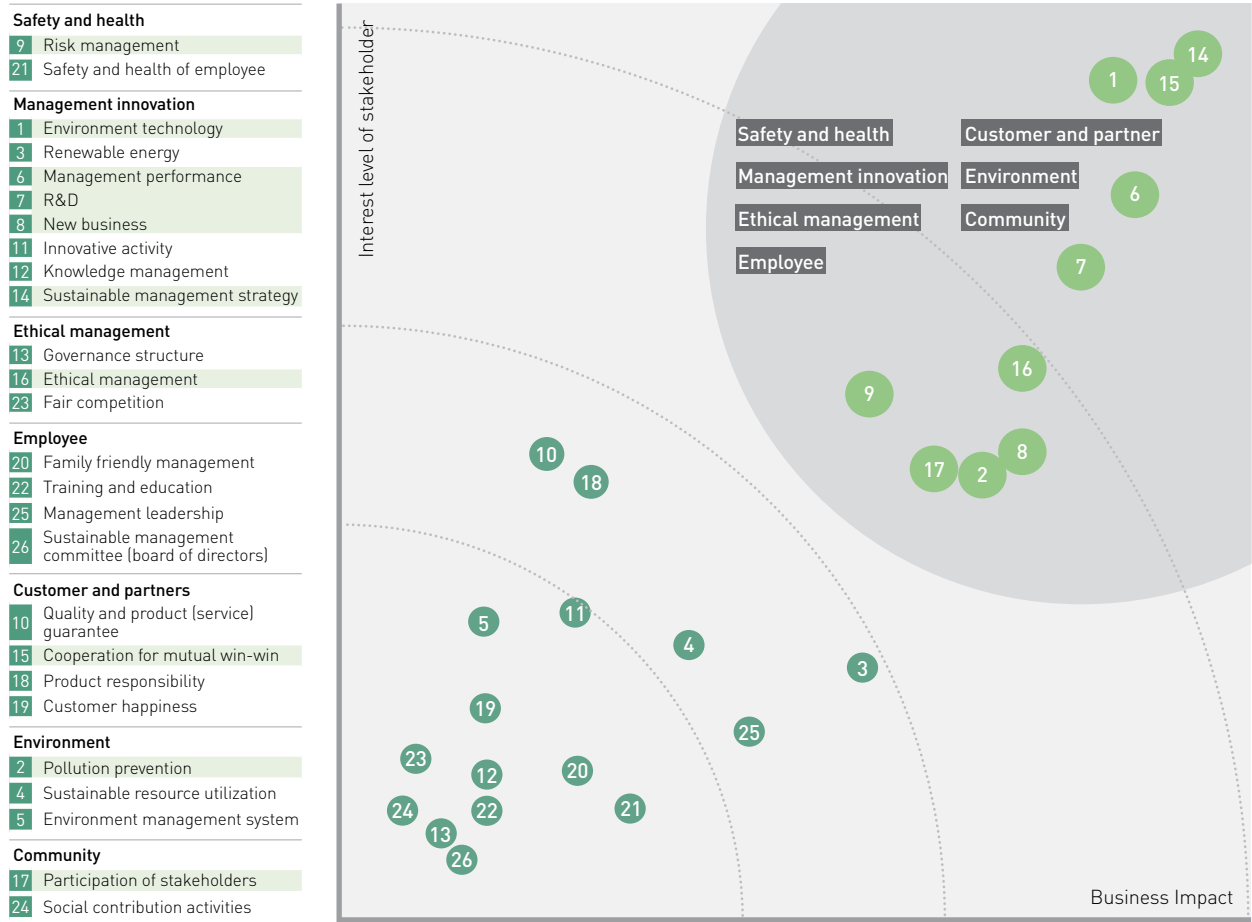 Safety and health
9 Risk management
21 Safety and health of employee
Management innovation
1 Environment technology
3 Renewable energy
6 Management performance
7 R&D
8 New business
11 Innovative activity
12 Knowledge management
14 Sustainable management strategy
Ethical management
13 Governance structure
16 Ethical management
23 Fair competition
Employee
20 Family friendly management
22 Training and education
25 Management leadership
26 Sustainable management
committee (board of directors)
Customer and partners
10 Quality and product (service)
guarantee
15 Cooperation for mutual win-win
18 Product responsibility
19 Customer happiness
Environment
2 Pollution prevention
4 Sustainable resource utilization
5 Environment management system
Community
17 Participation of stakeholders
24 Social contribution activities
Interest level of stakeholder
14
1
15
Safety and health
Customer and partner
Management innovation
Environment
6
Ethical management
Community
Employee
7
16
9
10
8
17
2
18
11
5
4
3
19
25
23
12
20
24
22
21
13
26
Business Impact